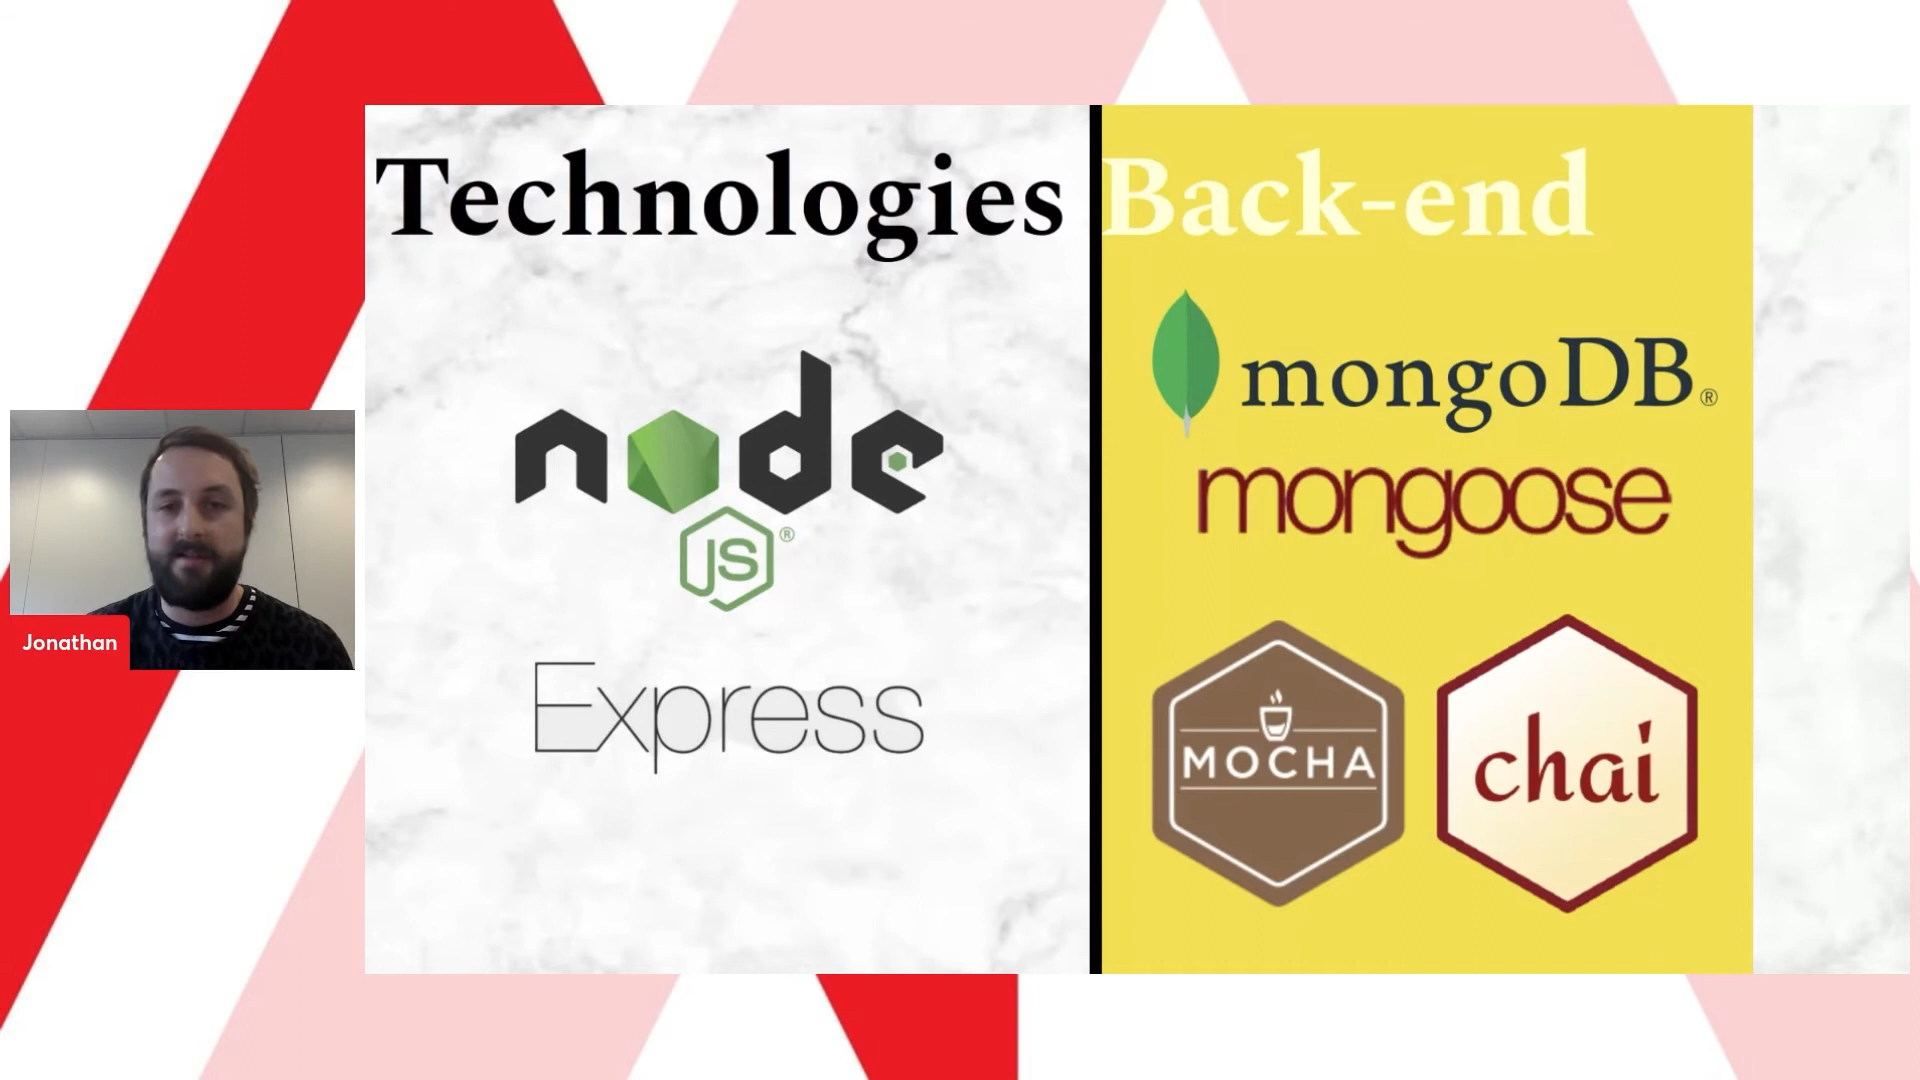 Technologies Back-end
node
JS®
Express
mongoDB®
mongoose
MOCHA
chai
Jonathan